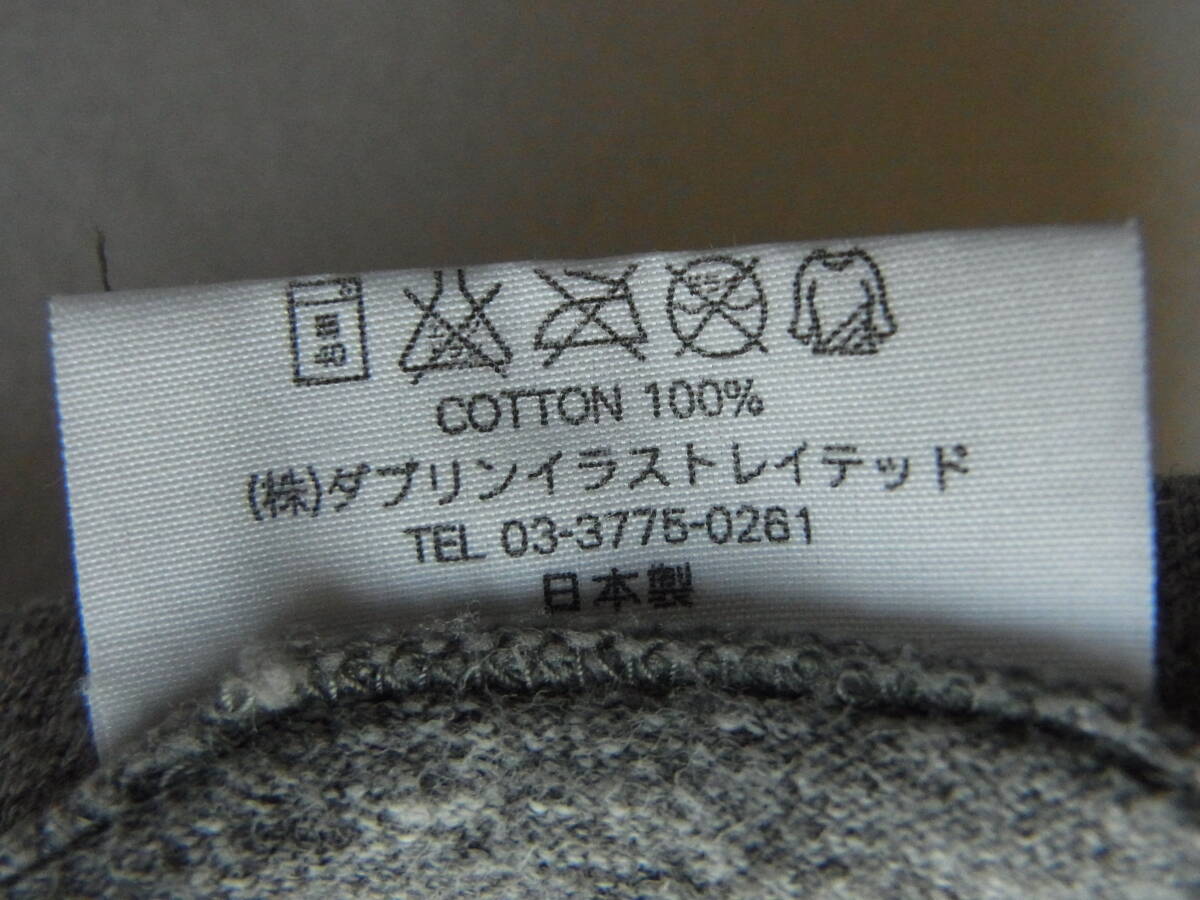 COTTON 100%
(株)ダブリンイラストレイテッド
TEL 03-3775-0261
日本製